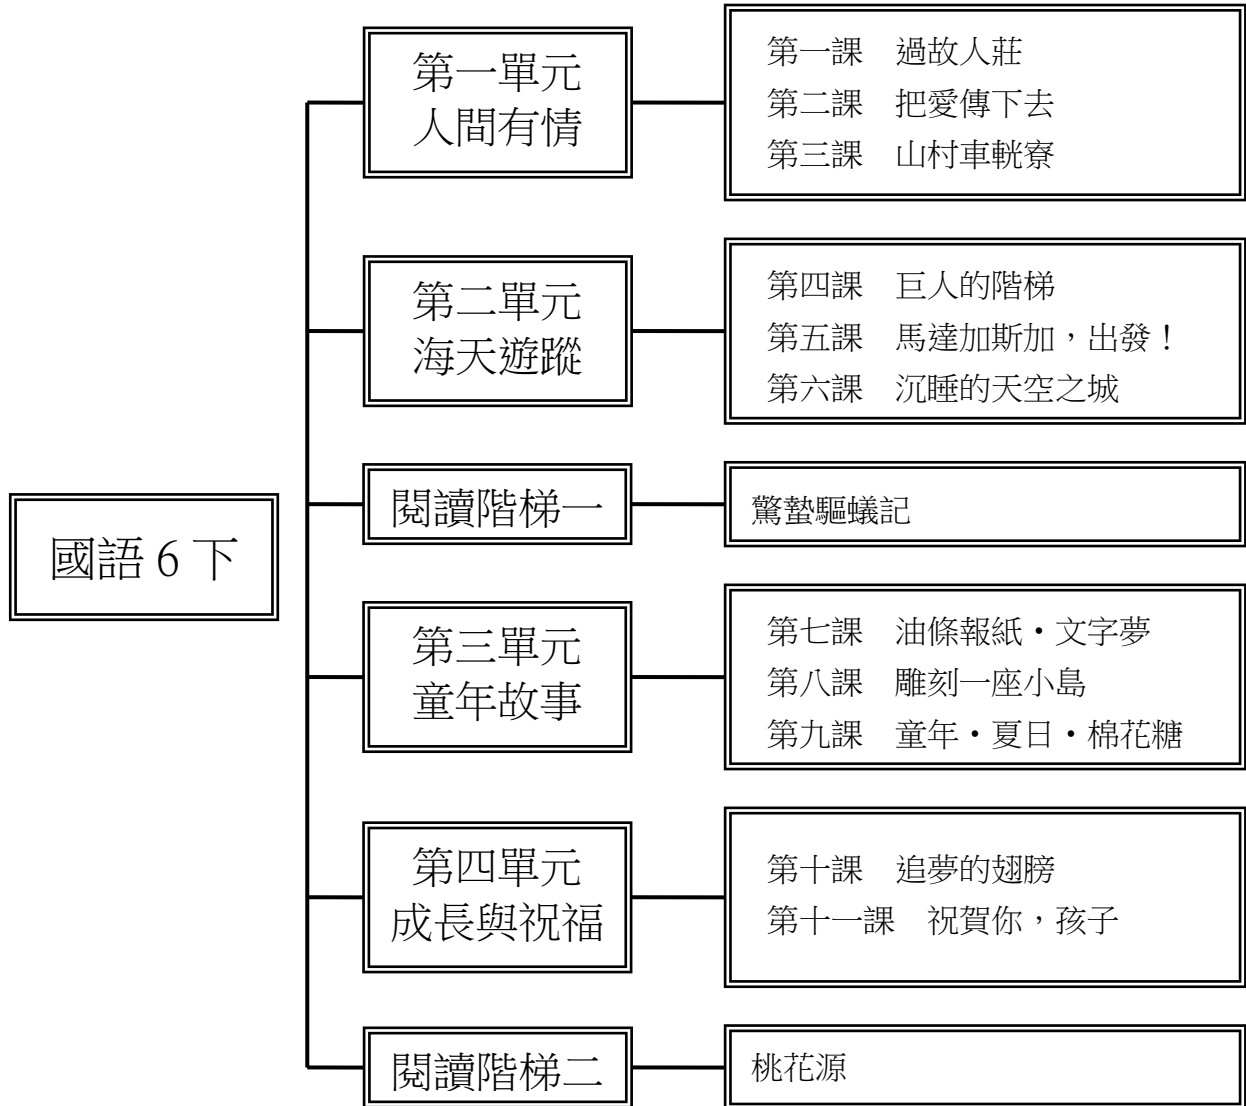 國語 6 下
第一單元
人間有情
第一課　過故人莊
第二課　把愛傳下去
第三課　山村車輄寮
第二單元
海天遊蹤
第四課　巨人的階梯
第五課　馬達加斯加，出發！
第六課　沉睡的天空之城
閱讀階梯一
驚蟄驅蟻記
第三單元
童年故事
第七課　油條報紙•文字夢
第八課　雕刻一座小島
第九課　童年•夏日•棉花糖
第四單元
成長與祝福
第十課　追夢的翅膀
第十一課　祝賀你，孩子
閱讀階梯二
桃花源